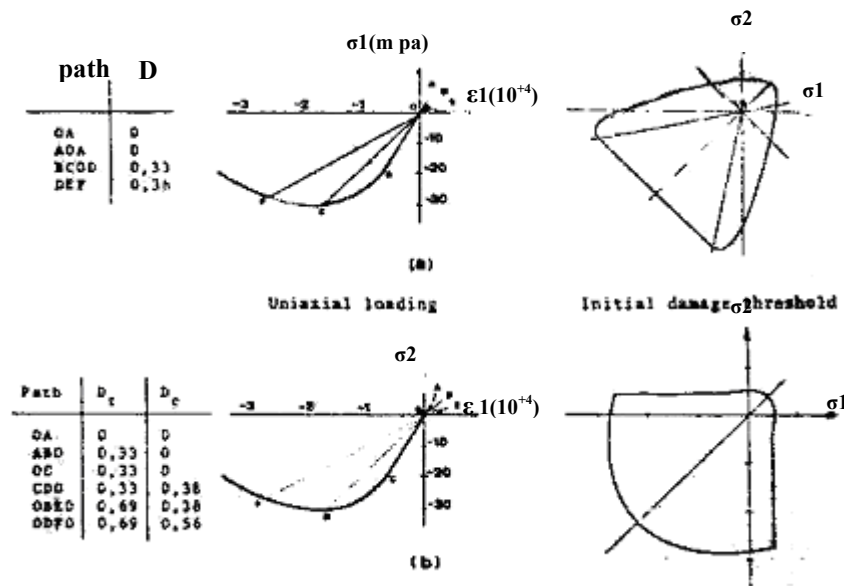 σ2
σ1(m pa)
path D
σ1
ε1(10+4)
-3 -2 -1 0
-10
-20
-30
OA 0
AOA 0
BCOD 0,33
(a)
Uniaxial loading
Initial damage threshold
σ2
σ2
Path Dt Dc
σ1
ε1(10+4)
-3 -2 -1
-10
-20
-30
OA 0 0
ABO 0,33 0
OC 0,33 0
CDO 0,33 0,38
OBEO 0,69 0,38
ODFO 0,69 0,56
(b)